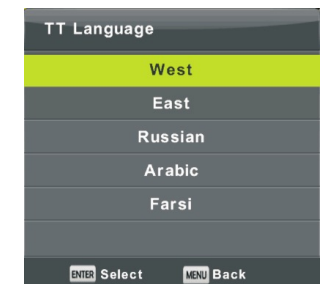 TT Language
West
East
Russian
Arabic
Farsi
ENTER Select MENU Back